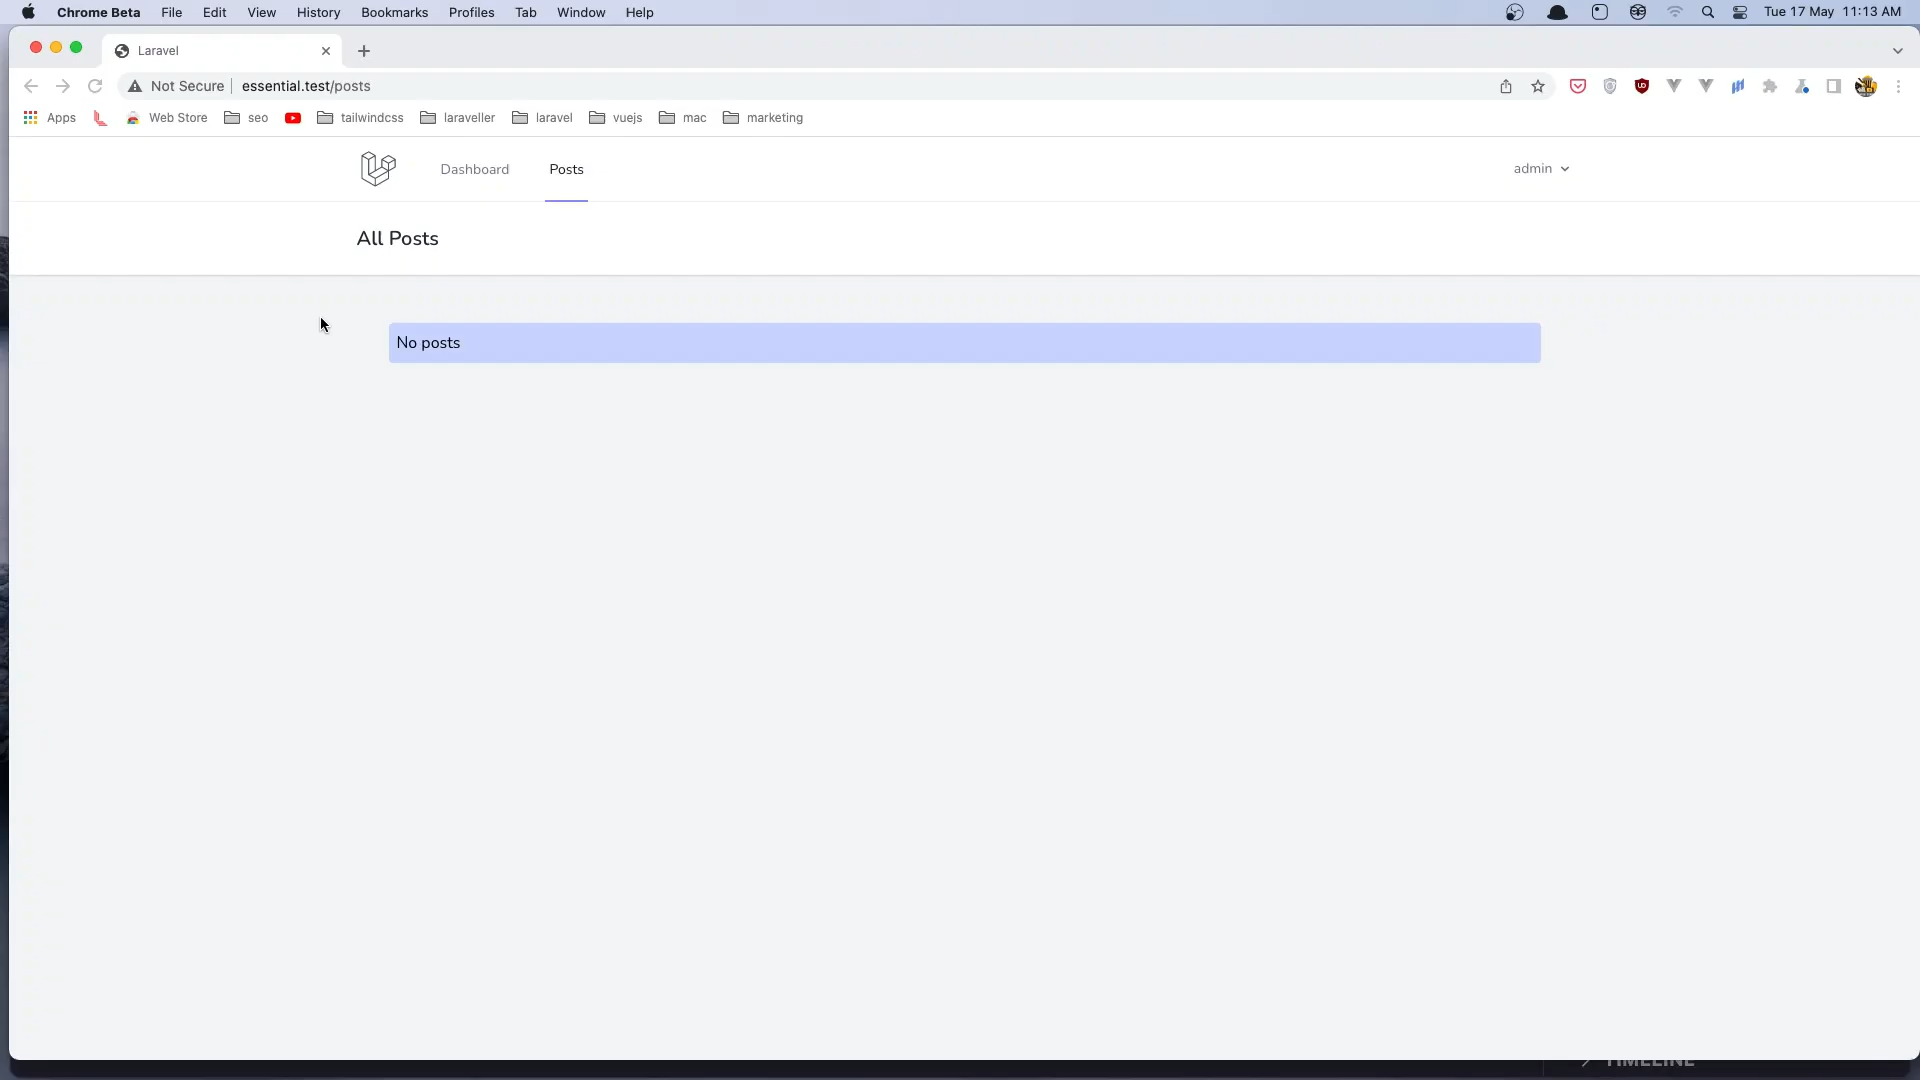 Chrome Beta File Edit View History Bookmarks Profiles Tab Window Help Tue 17 May 11:13 AM
Laravel
Not Secure essential.test/posts
Apps Web Store seo tailwindcss laraveller laravel vuejs mac marketing
Dashboard Posts admin
All Posts
No posts
TIMELINE